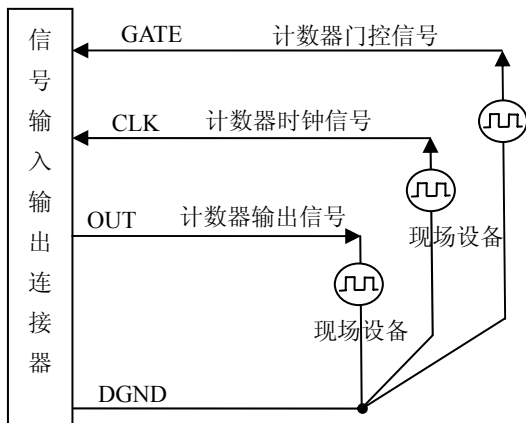 信号输入输出连接器
GATE 计数器门控信号
CLK 计数器时钟信号
OUT 计数器输出信号
现场设备
现场设备
DGND